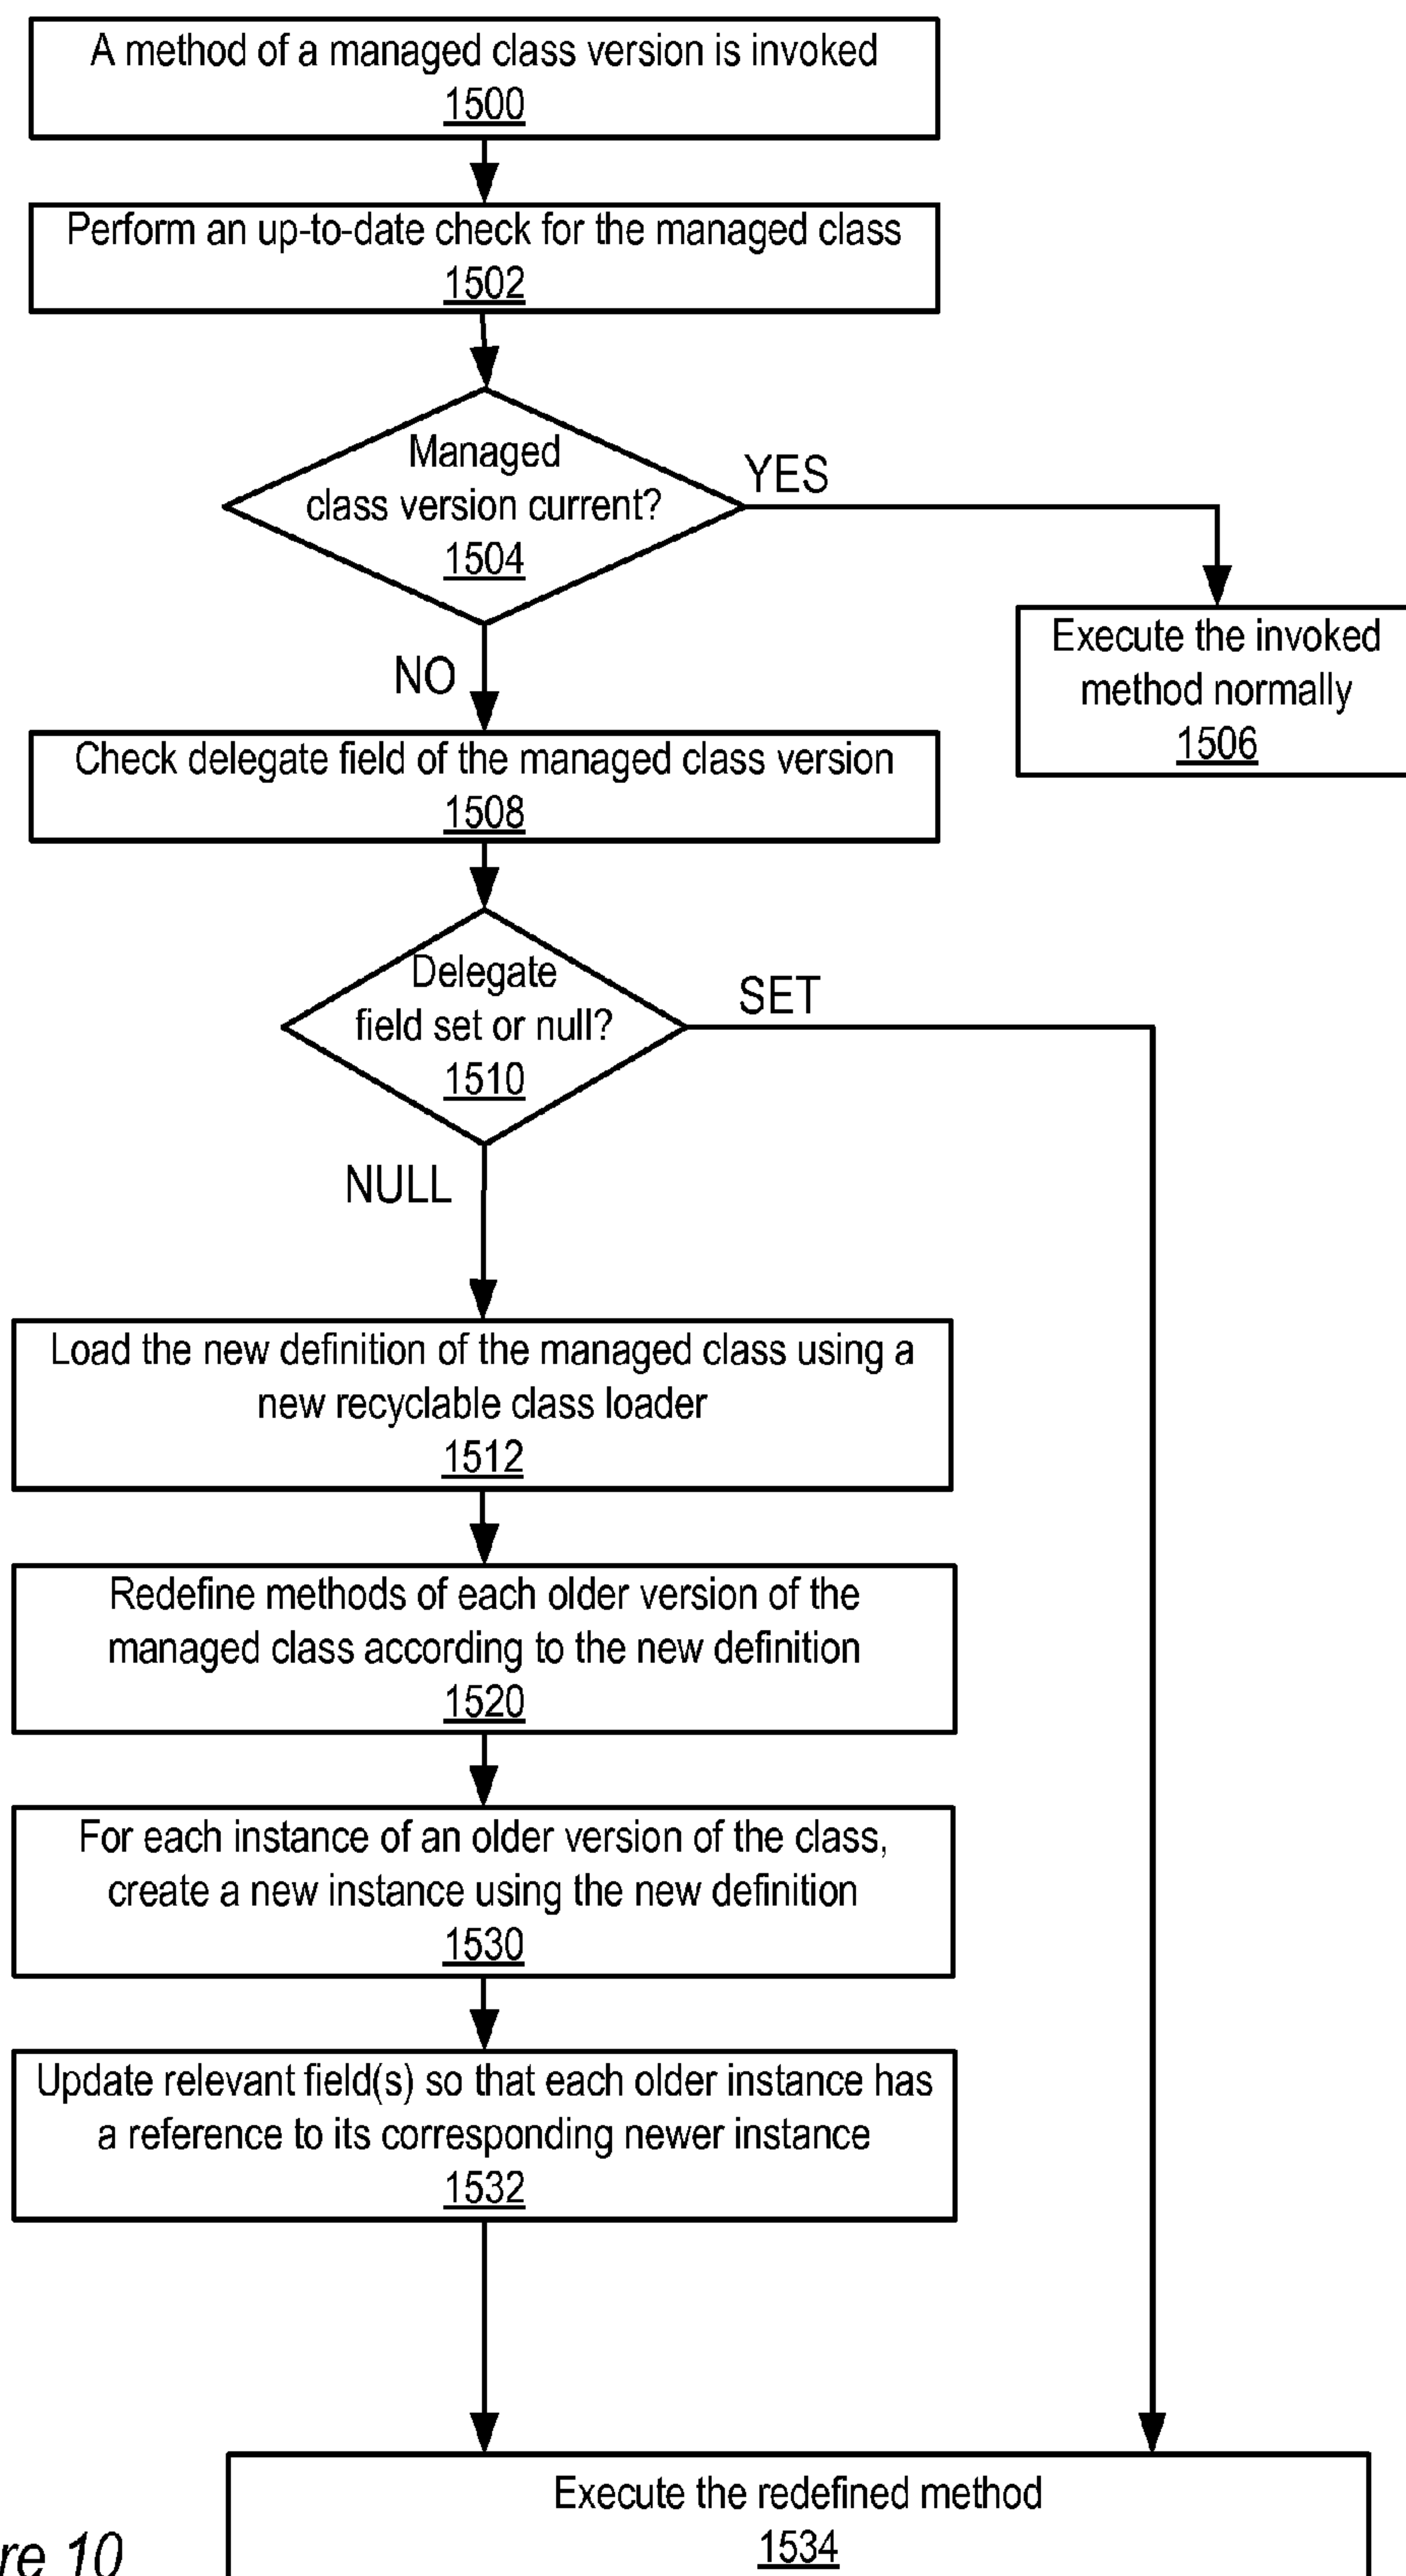 A method of a managed class version is invoked
1500
Perform an up-to-date check for the managed class
1502
Managed
class version current?
1504
YES
NO
Execute the invoked
method normally
1506
Check delegate field of the managed class version
1508
Delegate
field set or null?
1510
SET
NULL
Load the new definition of the managed class using a
new recyclable class loader
1512
Redefine methods of each older version of the
managed class according to the new definition
1520
For each instance of an older version of the class,
create a new instance using the new definition
1530
Update relevant field(s) so that each older instance has
a reference to its corresponding newer instance
1532
Execute the redefined method
1534
re 10